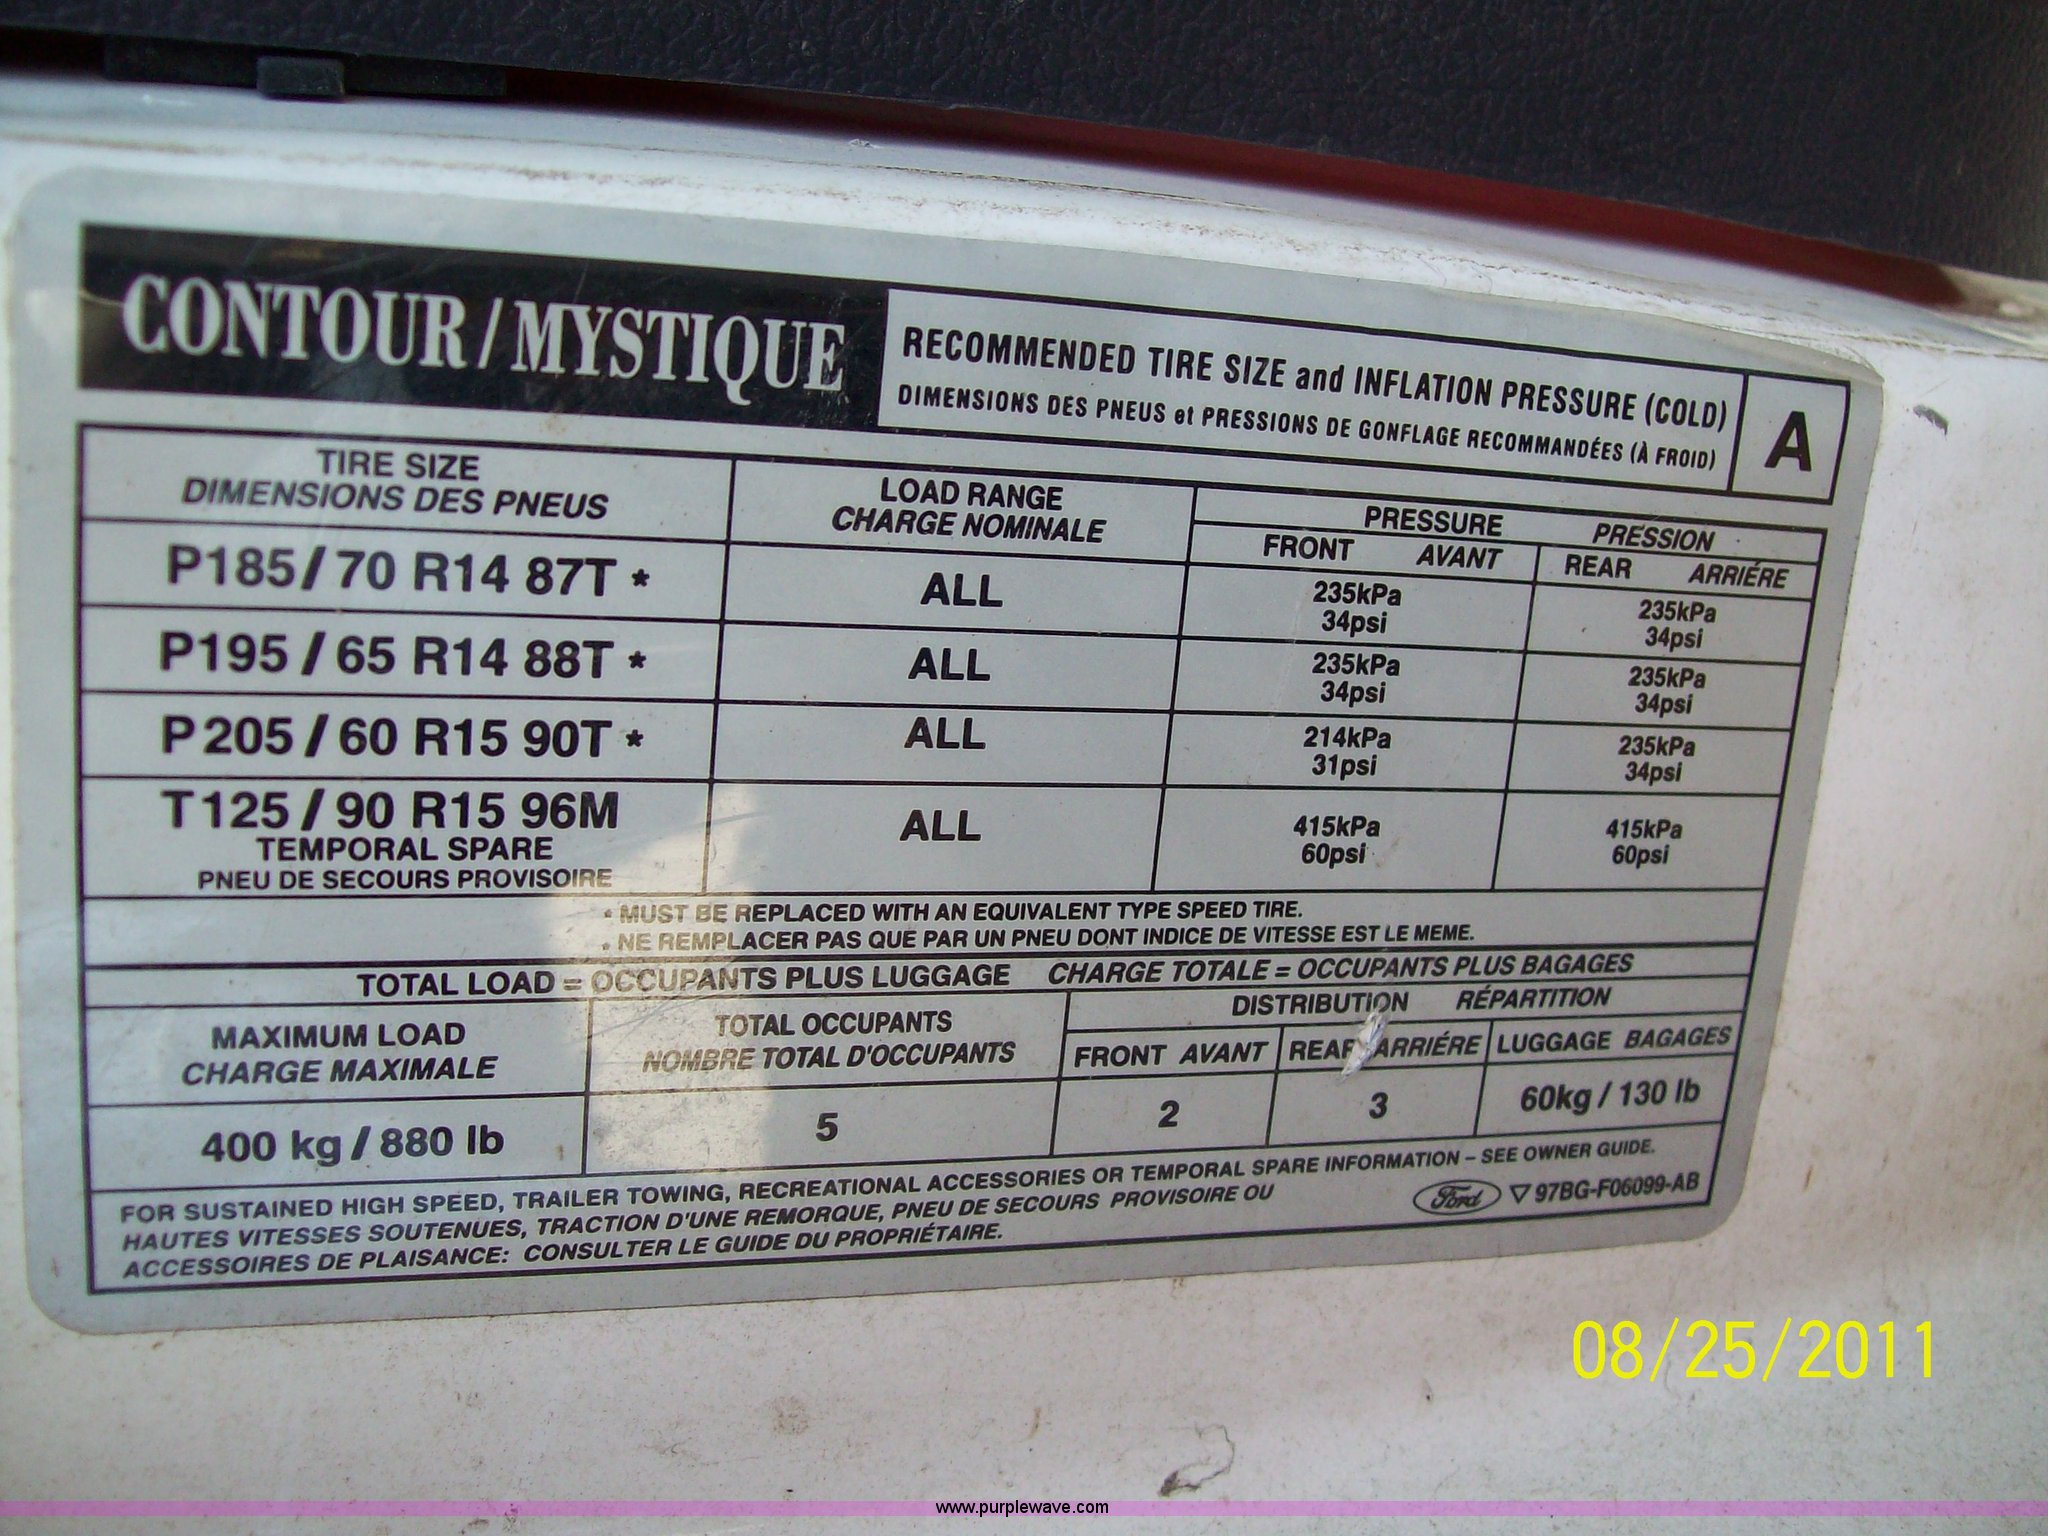 CONTOUR/MYSTIQUE
RECOMMENDED TIRE SIZE and INFLATION PRESSURE (COLD)
DIMENSIONS DES PNEUS et PRESSIONS DE GONFLAGE RECOMMANDÉES (À FROID)
A
TIRE SIZE
DIMENSIONS DES PNEUS
LOAD RANGE
CHARGE NOMINALE
PRESSURE PRESSION
FRONT AVANT
REAR ARRIÉRE
P185/70 R14 87T *
ALL
235kPa
34psi
235kPa
34psi
P195/65 R14 88T *
ALL
235kPa
34psi
235kPa
34psi
P205/60 R15 90T *
ALL
214kPa
31psi
235kPa
34psi
T125/90 R15 96M
TEMPORAL SPARE
PNEU DE SECOURS PROVISOIRE
ALL
415kPa
60psi
415kPa
60psi
* MUST BE REPLACED WITH AN EQUIVALENT TYPE SPEED TIRE.
* NE REMPLACER PAS QUE PAR UN PNEU DONT INDICE DE VITESSE EST LE MEME.
TOTAL LOAD = OCCUPANTS PLUS LUGGAGE CHARGE TOTALE = OCCUPANTS PLUS BAGAGES
MAXIMUM LOAD
CHARGE MAXIMALE
TOTAL OCCUPANTS
NOMBRE TOTAL D'OCCUPANTS
DISTRIBUTION RÉPARTITION
FRONT AVANT
REAR ARRIÉRE
LUGGAGE BAGAGES
400 kg/880 lb
5
2
3
60kg/130 lb
FOR SUSTAINED HIGH SPEED, TRAILER TOWING, RECREATIONAL ACCESSORIES OR TEMPORAL SPARE INFORMATION – SEE OWNER GUIDE.
HAUTES VITESSES SOUTENUES, TRACTION D'UNE REMORQUE, PNEU DE SECOURS PROVISOIRE OU
ACCESSOIRES DE PLAISANCE: CONSULTER LE GUIDE DU PROPRIÉTAIRE.
Ford ▽ 97BG-F06099-AB
08/25/2011
www.purplewave.com